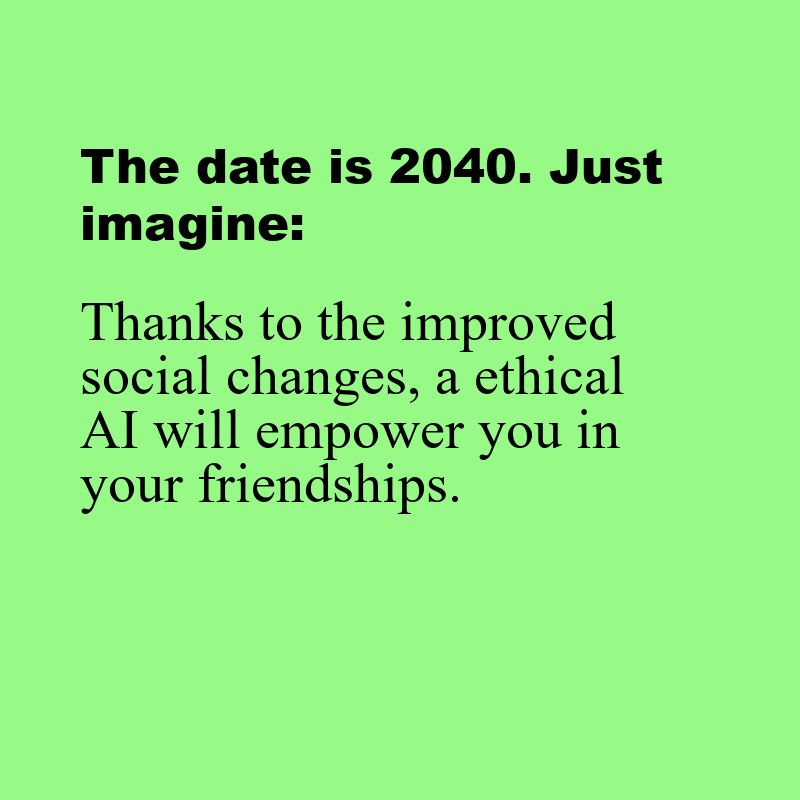 The date is 2040. Just
imagine:
Thanks to the improved
social changes, a ethical
AI will empower you in
your friendships.